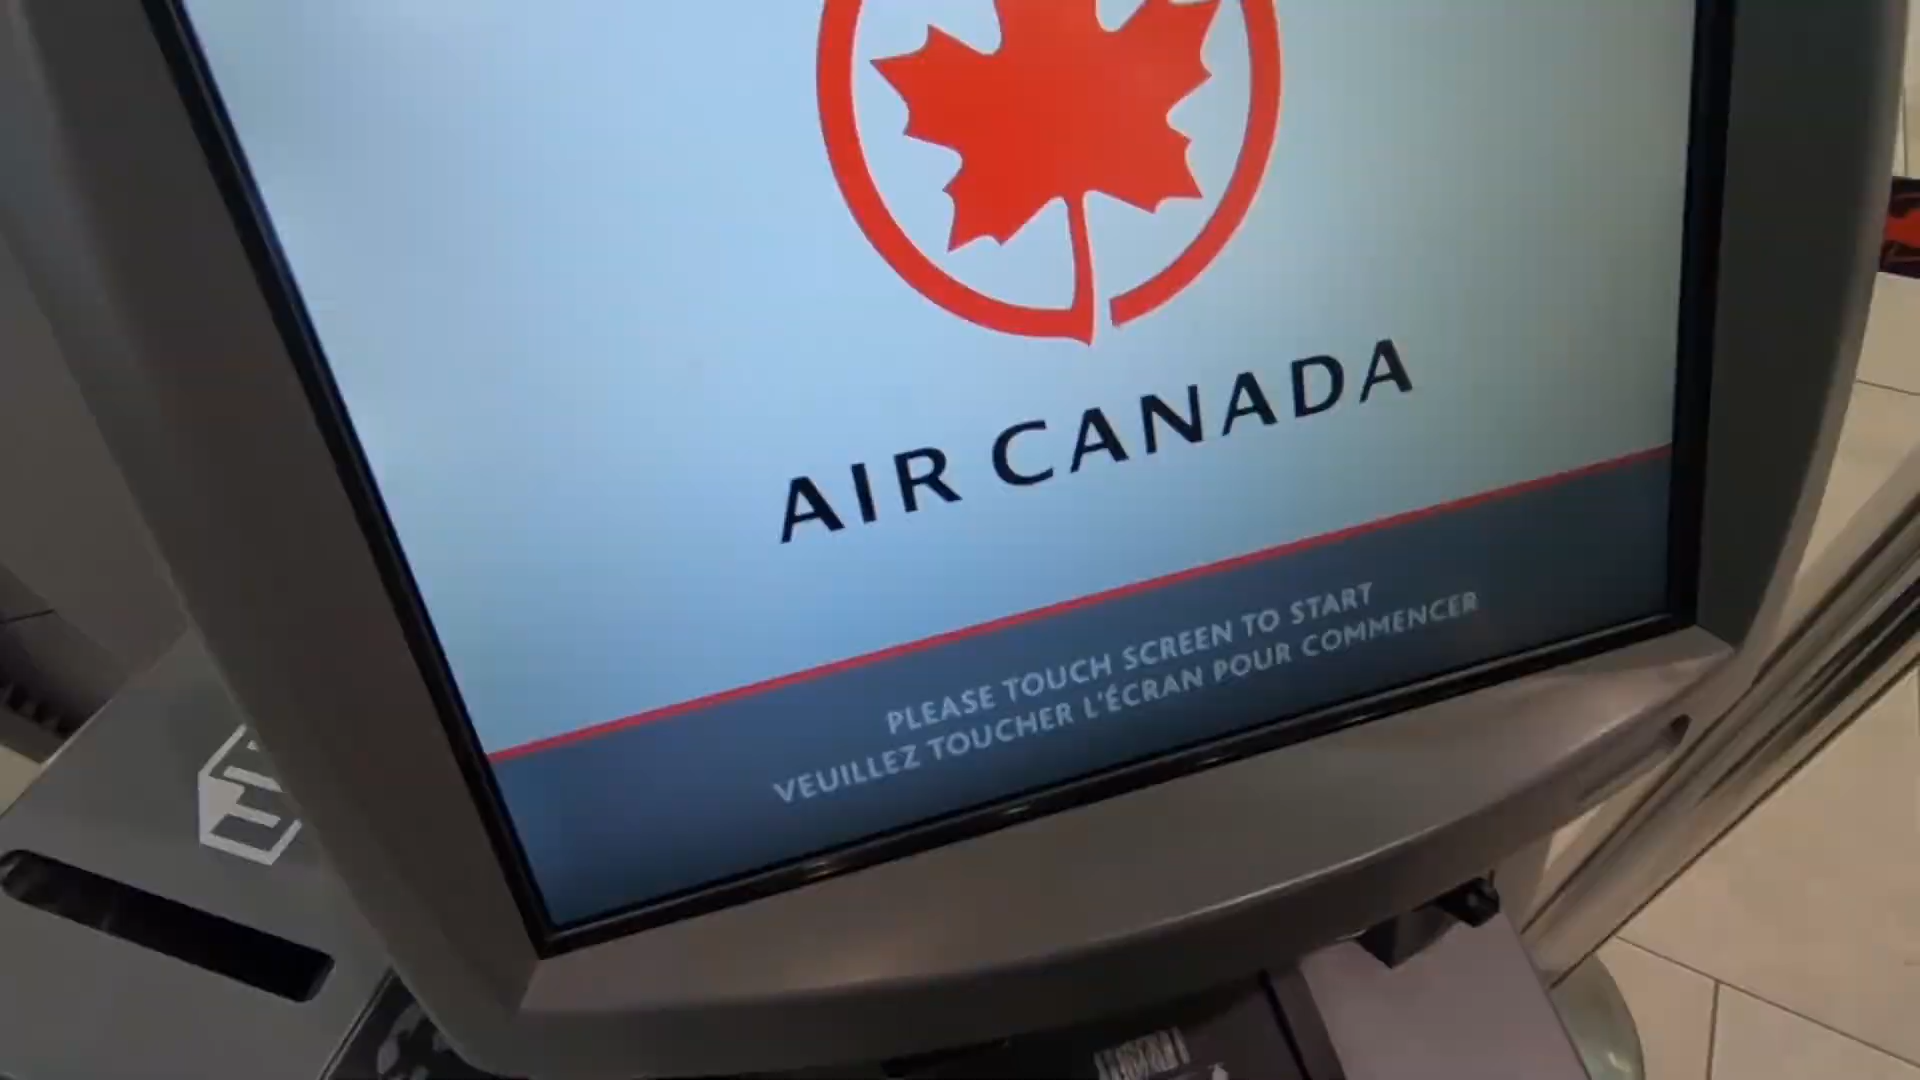 AIR CANADA
PLEASE TOUCH SCREEN TO START
VEUILLEZ TOUCHER L'ÉCRAN POUR COMMENCER